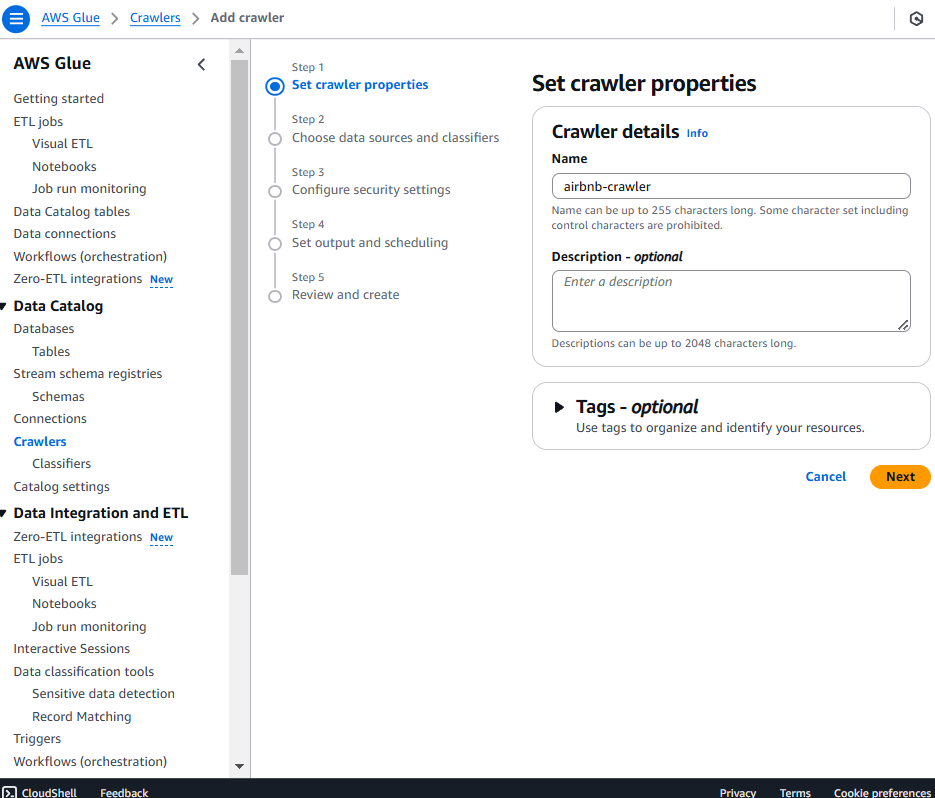 AWS Glue > Crawlers > Add crawler
AWS Glue
Getting started
ETL jobs
Visual ETL
Notebooks
Job run monitoring
Data Catalog tables
Data connections
Workflows (orchestration)
Zero-ETL integrations New
Data Catalog
Databases
Tables
Stream schema registries
Schemas
Connections
Crawlers
Classifiers
Catalog settings
Data Integration and ETL
Zero-ETL integrations New
ETL jobs
Visual ETL
Notebooks
Job run monitoring
Interactive Sessions
Data classification tools
Sensitive data detection
Record Matching
Triggers
Workflows (orchestration)
Step 1
Set crawler properties
Step 2
Choose data sources and classifiers
Step 3
Configure security settings
Step 4
Set output and scheduling
Step 5
Review and create
Set crawler properties
Crawler details Info
Name
airbnb-crawler
Name can be up to 255 characters long. Some character set including
control characters are prohibited.
Description - optional
Enter a description
Descriptions can be up to 2048 characters long.
Tags - optional
Use tags to organize and identify your resources.
Cancel Next
CloudShell Feedback Privacy Terms Cookie preferences